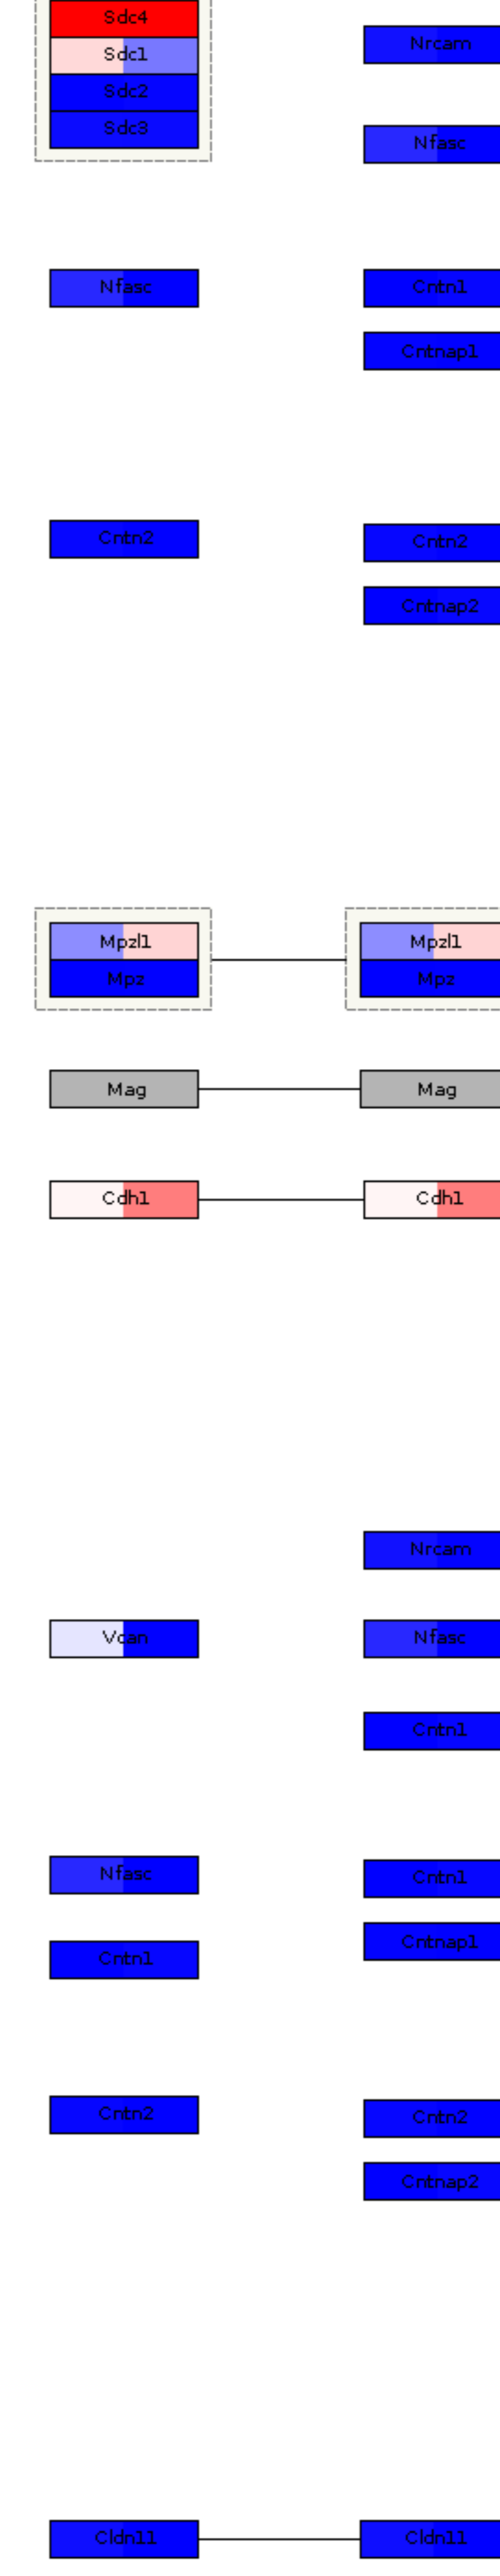 Sdc4
Nrcam
Sdc1
Sdc2
Sdc3
Nfasc
Nfasc
Cntn1
Cntnap1
Cntn2
Cntn2
Cntnap2
Mpzl1
Mpzl1
Mpz
Mpz
Mag
Mag
Cdh1
Cdh1
Nrcam
Vcan
Nfasc
Cntn1
Nfasc
Cntn1
Cntnap1
Cntn1
Cntn2
Cntn2
Cntnap2
Cldn11
Cldn11